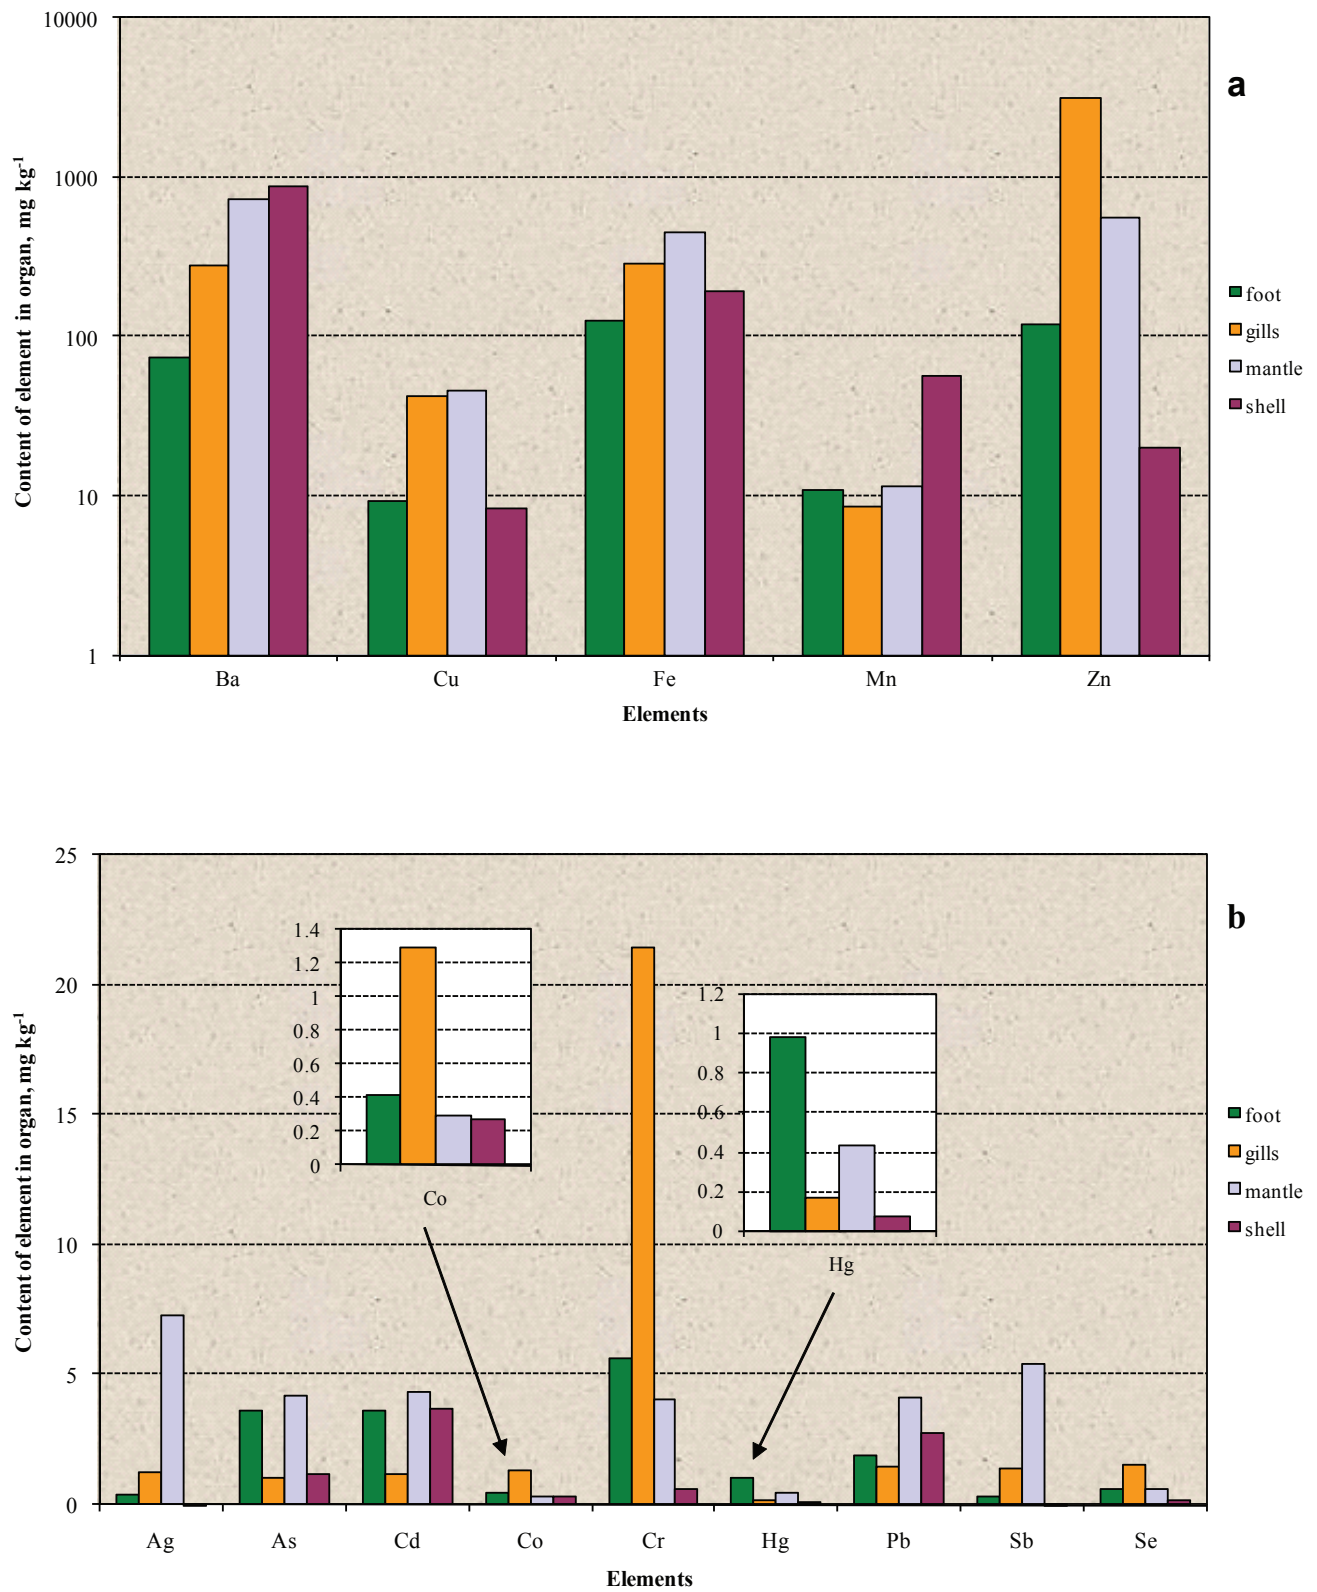 10000
1000
100
10
1
Content of element in organ, mg kg⁻¹
Ba Cu Fe Mn Zn
Elements
a
foot
gills
mantle
shell
25
20
15
10
5
0
Content of element in organ, mg kg⁻¹
1.4
1.2
1
0.8
0.6
0.4
0.2
0
Co
1.2
1
0.8
0.6
0.4
0.2
0
Hg
Ag As Cd Co Cr Hg Pb Sb Se
Elements
b
foot
gills
mantle
shell